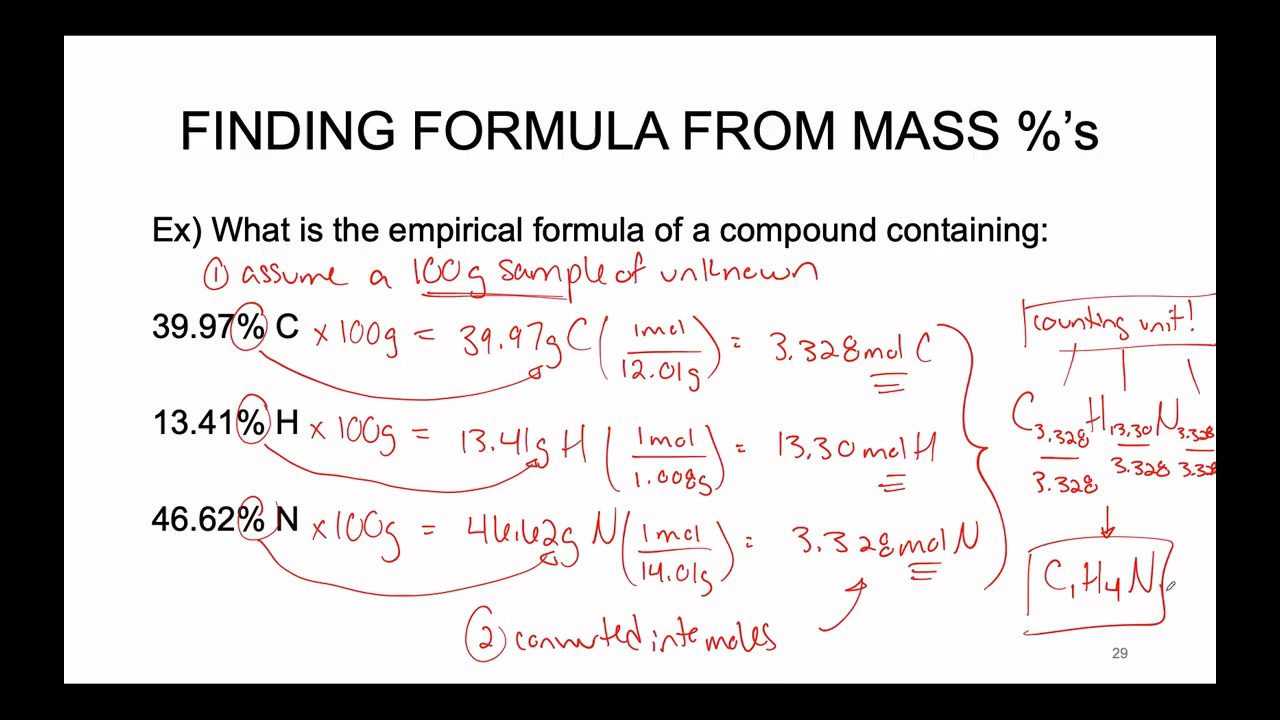 FINDING FORMULA FROM MASS %’s
Ex) What is the empirical formula of a compound containing:
① assume a 100g sample of unknown
39.97% C x 100g = 39.97g C ( 1mol / 12.01g ) = 3.328 mol C
counting unit!
13.41% H x 100g = 13.41g H ( 1mol / 1.008g ) = 13.30 mol H
C3.328 H13.30 N3.328
3.328 3.328 3.328
46.62% N x 100g = 46.62g N ( 1mol / 14.01g ) = 3.328 mol N
C1H4N1
② converted into moles
29